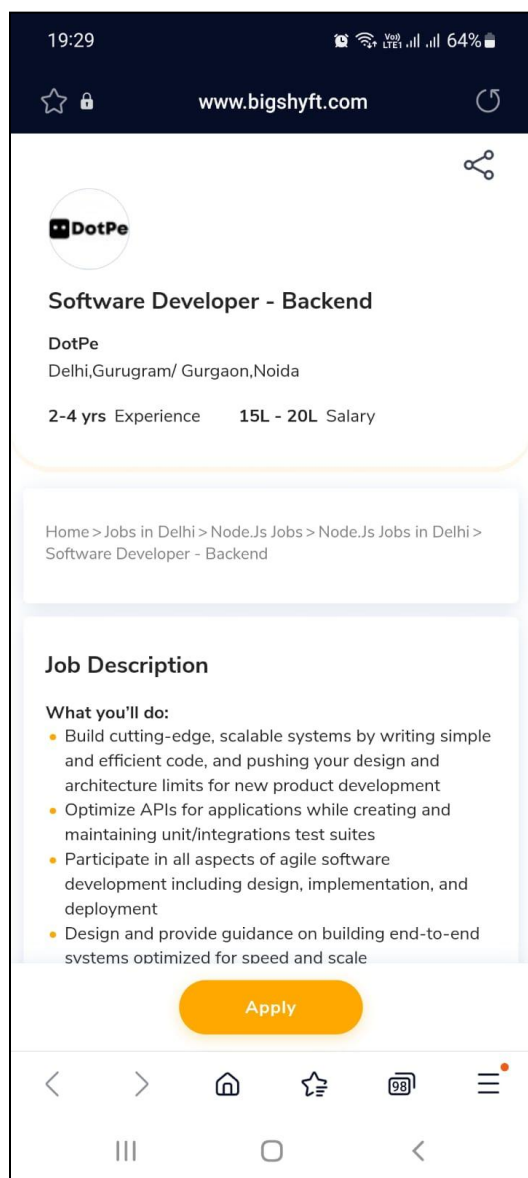 19:29
Vo)) LTE1 64%
www.bigshyft.com
DotPe
Software Developer - Backend
DotPe
Delhi,Gurugram/ Gurgaon,Noida
2-4 yrs Experience 15L - 20L Salary
Home > Jobs in Delhi > Node.Js Jobs > Node.Js Jobs in Delhi >
Software Developer - Backend
Job Description
What you'll do:
• Build cutting-edge, scalable systems by writing simple
and efficient code, and pushing your design and
architecture limits for new product development
• Optimize APIs for applications while creating and
maintaining unit/integrations test suites
• Participate in all aspects of agile software
development including design, implementation, and
deployment
• Design and provide guidance on building end-to-end
systems optimized for speed and scale
Apply
98